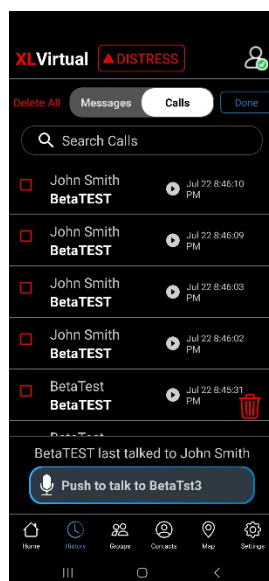 XLVirtual DISTRESS
Delete All Messages Calls Done
Search Calls
John Smith
BetaTEST
Jul 22 8:46:10
PM
John Smith
BetaTEST
Jul 22 8:46:09
PM
John Smith
BetaTEST
Jul 22 8:46:03
PM
John Smith
BetaTEST
Jul 22 8:46:02
PM
BetaTest
BetaTEST
Jul 22 8:45:31
PM
BetaTEST last talked to John Smith
Push to talk to BetaTst3
Home History Groups Contacts Map Settings